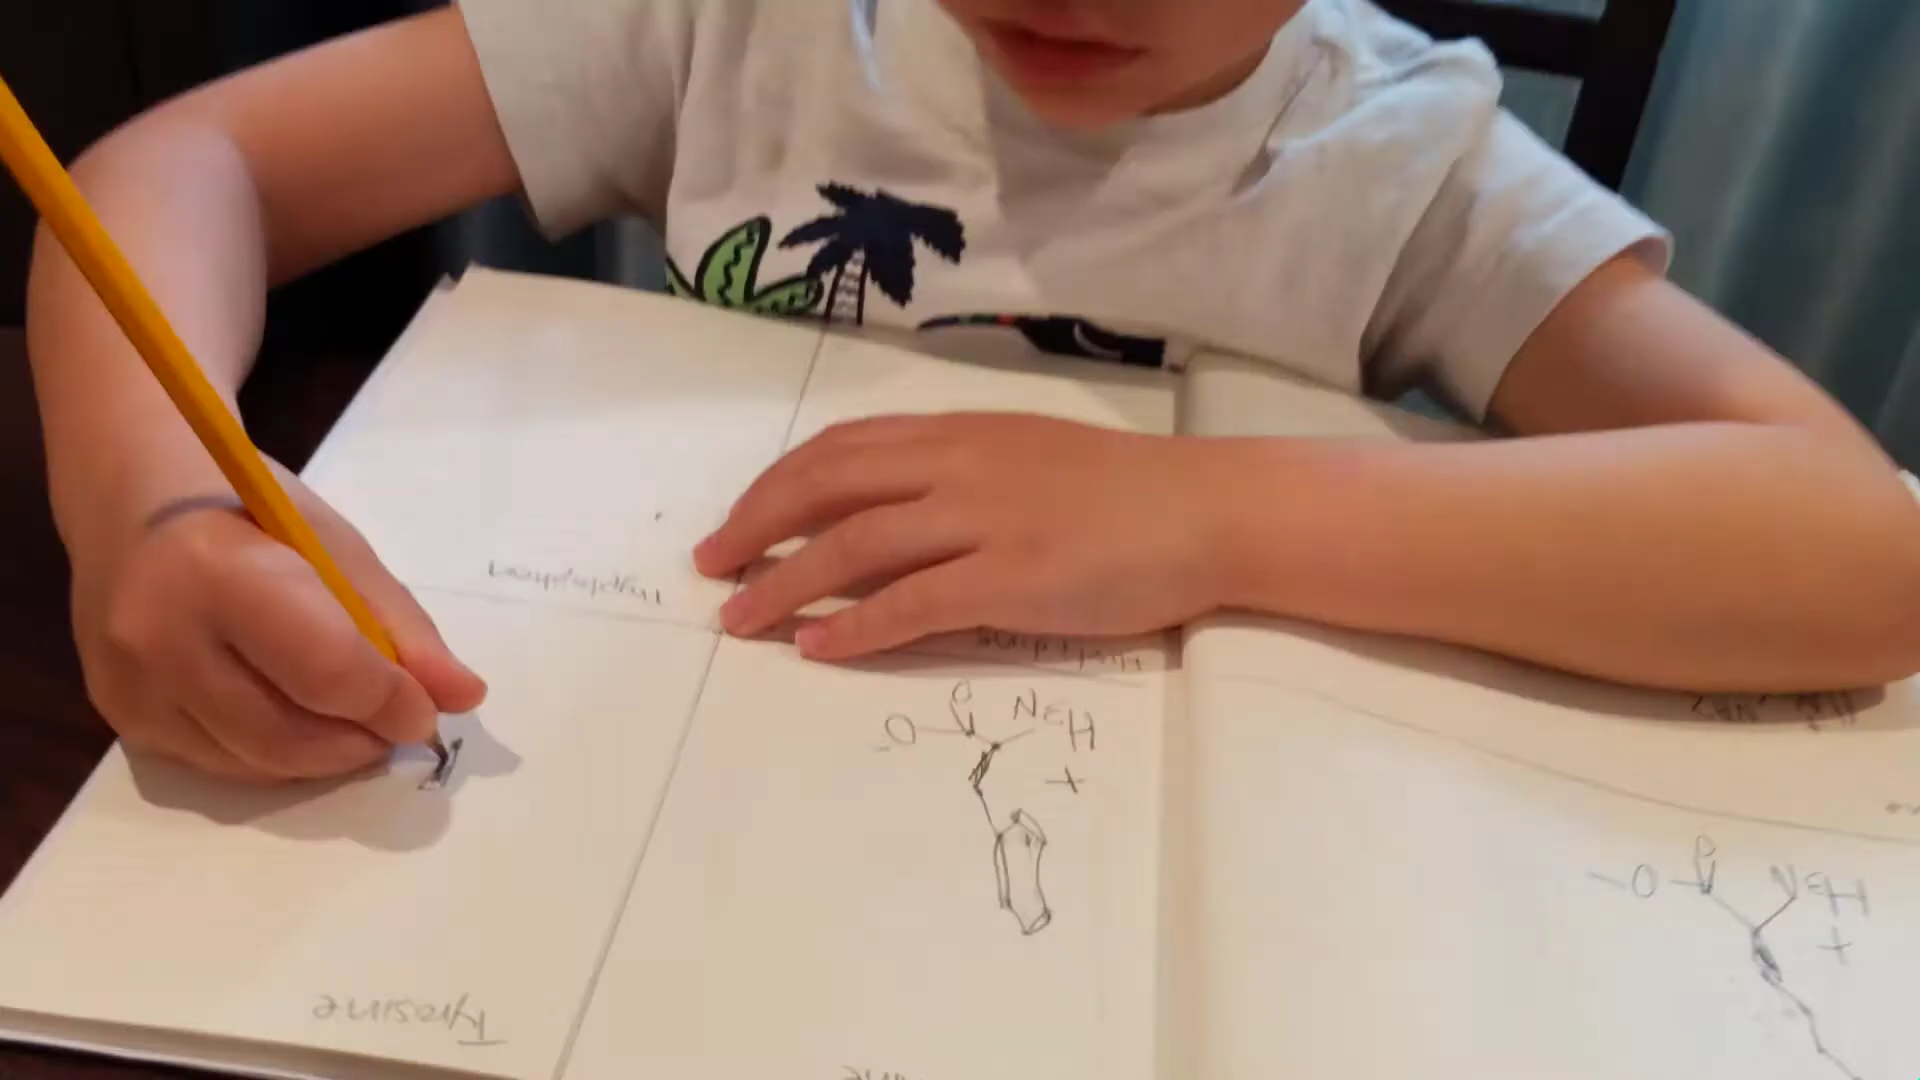 +
H3N
O
O-
Tyrosine
+
H3N
O-
O
Histidine
Tryptophan